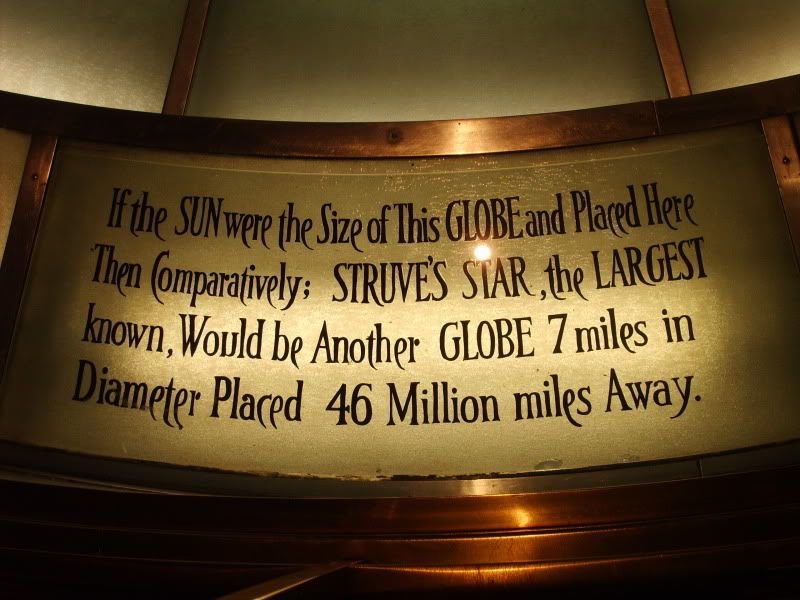 If the SUN were the Size of This GLOBE and Placed Here
Then Comparatively; STRUVE'S STAR, the LARGEST
known, Would be Another GLOBE 7 miles in
Diameter Placed 46 Million miles Away.